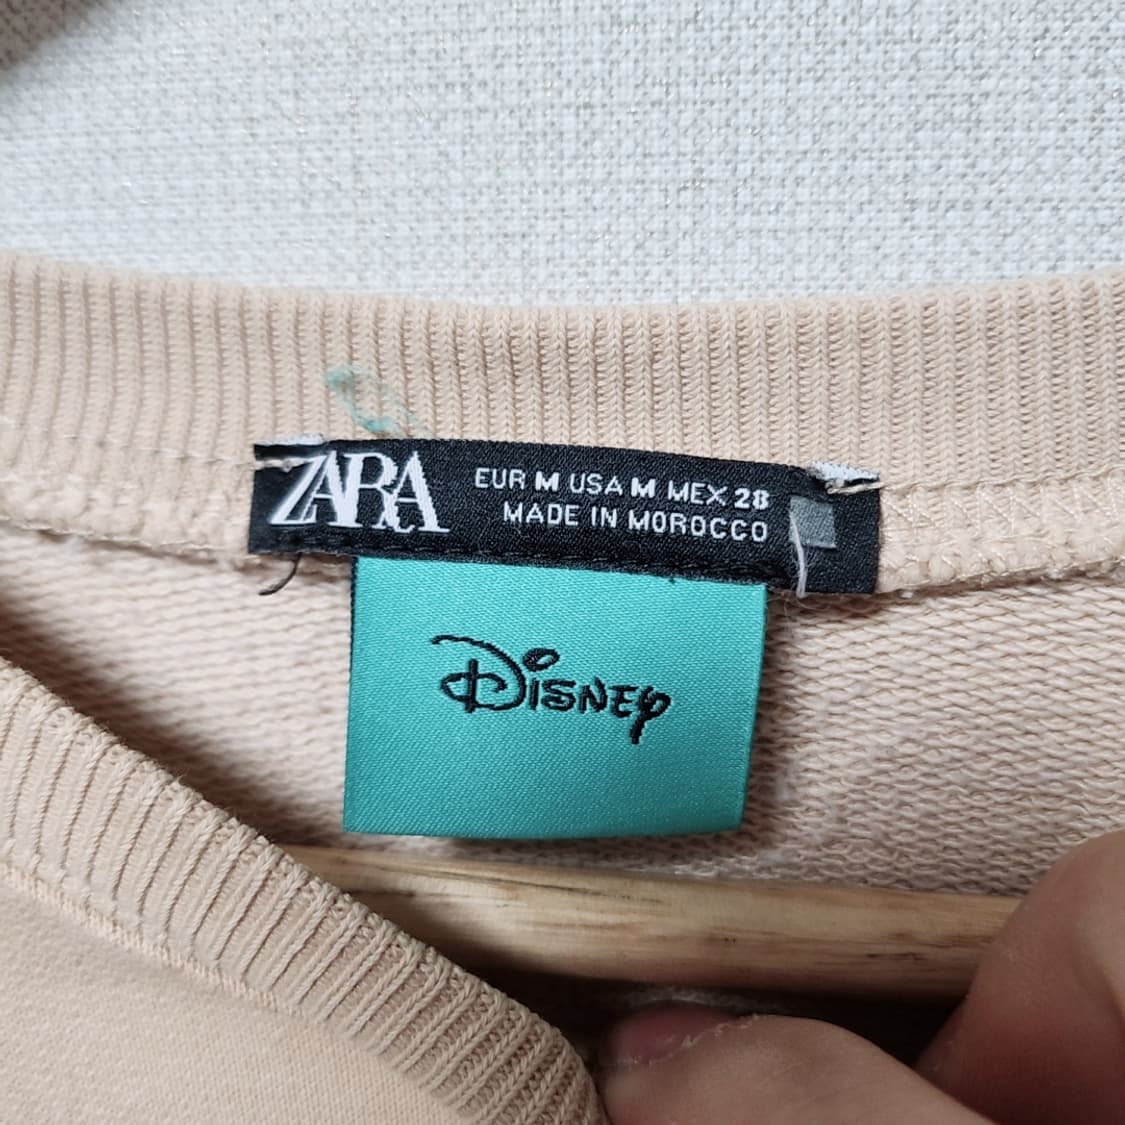 ZARA
EUR M USA M MEX 28
MADE IN MOROCCO
Disney